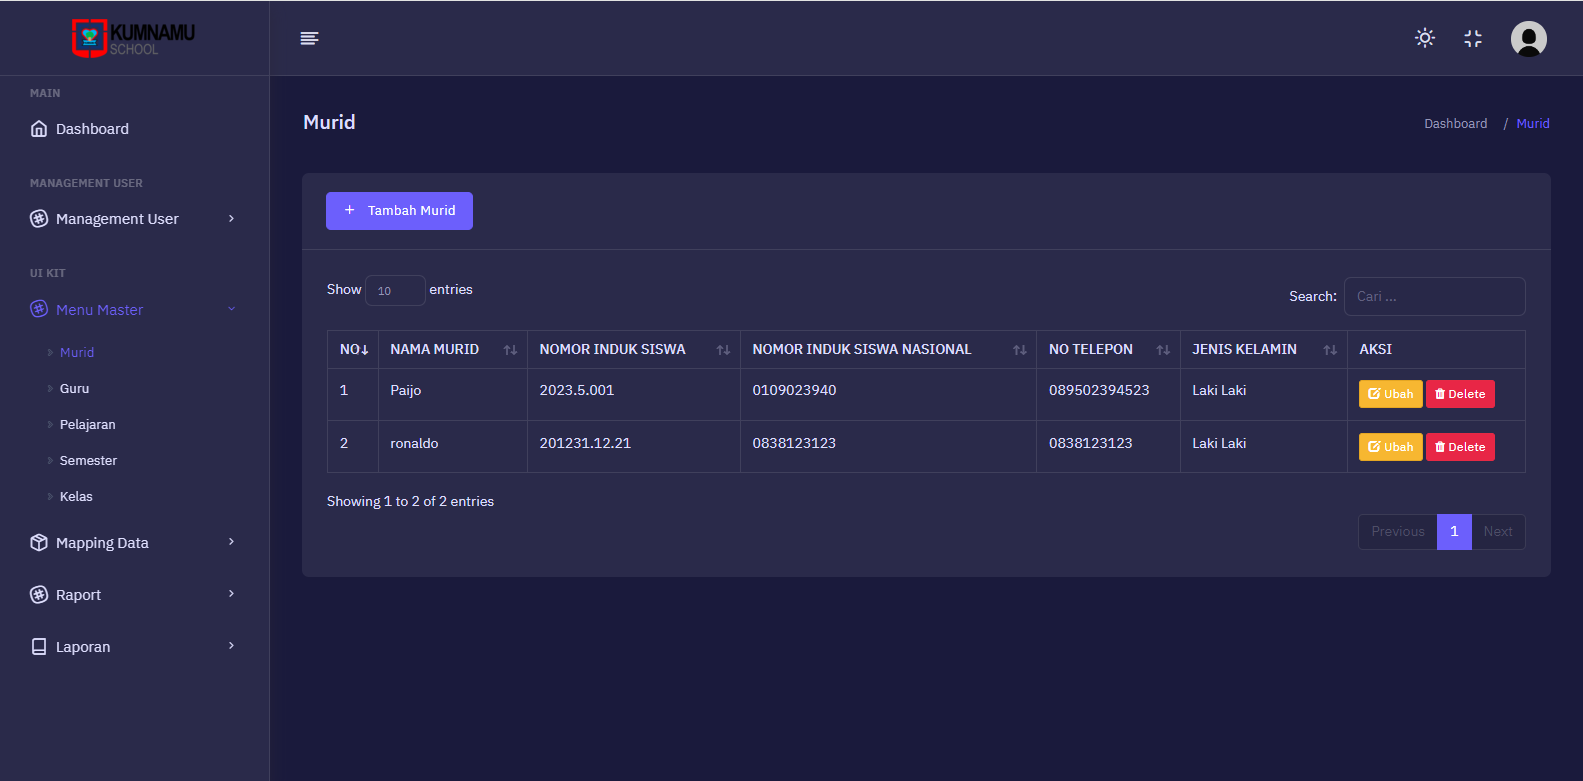 KUMNAMU
SCHOOL
MAIN
Dashboard
MANAGEMENT USER
Management User
UI KIT
Menu Master
Murid
Guru
Pelajaran
Semester
Kelas
Mapping Data
Raport
Laporan
Murid
Dashboard / Murid
+ Tambah Murid
Show 10 entries
Search: Cari ...
NO NAMA MURID NOMOR INDUK SISWA NOMOR INDUK SISWA NASIONAL NO TELEPON JENIS KELAMIN AKSI
1 Paijo 2023.5.001 0109023940 089502394523 Laki Laki Ubah Delete
2 ronaldo 201231.12.21 0838123123 0838123123 Laki Laki Ubah Delete
Showing 1 to 2 of 2 entries
Previous 1 Next